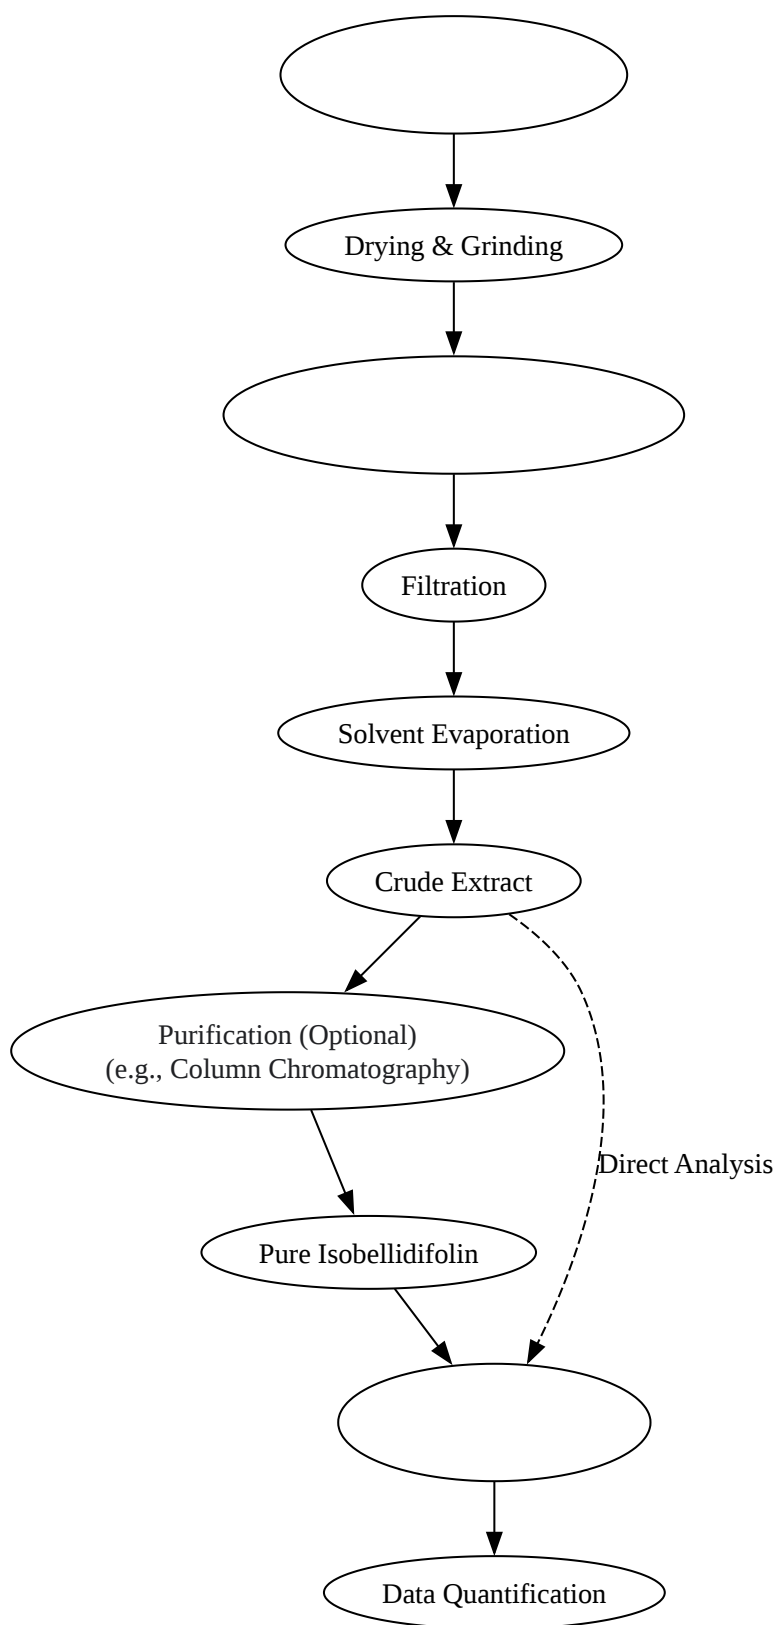 Drying & Grinding
Filtration
Solvent Evaporation
Crude Extract
Purification (Optional)
(e.g., Column Chromatography)
Direct Analysis
Pure Isobellidifolin
Data Quantification